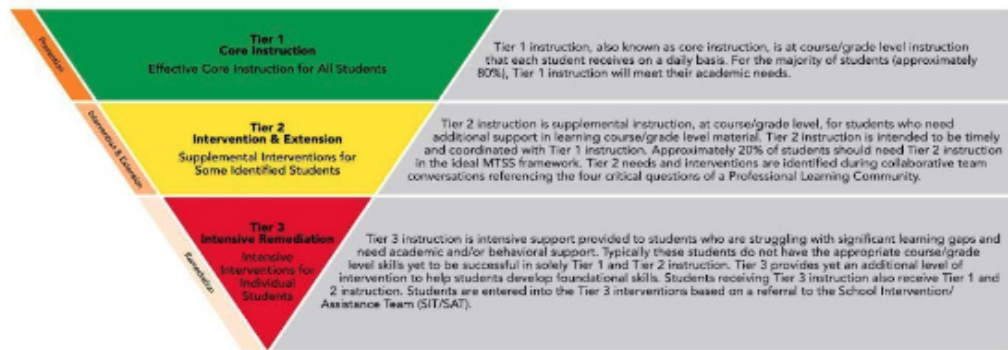 Prevention
Tier 1
Core Instruction
Effective Core Instruction for All Students
Tier 1 instruction, also known as core instruction, is at course/grade level instruction
that each student receives on a daily basis. For the majority of students (approximately
80%), Tier 1 instruction will meet their academic needs.
Intervention & Extension
Tier 2
Intervention & Extension
Supplemental Interventions for
Some Identified Students
Tier 2 instruction is supplemental instruction, at course/grade level, for students who need
additional support in learning course/grade level material. Tier 2 instruction is intended to be timely
and coordinated with Tier 1 instruction. Approximately 20% of students should need Tier 2 instruction
in the ideal MTSS framework. Tier 2 needs and interventions are identified during collaborative team
conversations referencing the four critical questions of a Professional Learning Community.
Remediation
Tier 3
Intensive Remediation
Intensive
Interventions for
Individual
Students
Tier 3 instruction is intensive support provided to students who are struggling with significant learning gaps and
need academic and/or behavioral support. Typically these students do not have the appropriate course/grade
level skills yet to be successful in solely Tier 1 and Tier 2 instruction. Tier 3 provides yet an additional level of
intervention to help students develop foundational skills. Students receiving Tier 3 instruction also receive Tier 1 and
2 instruction. Students are entered into the Tier 3 interventions based on a referral to the School Intervention/
Assistance Team (SIT/SAT).